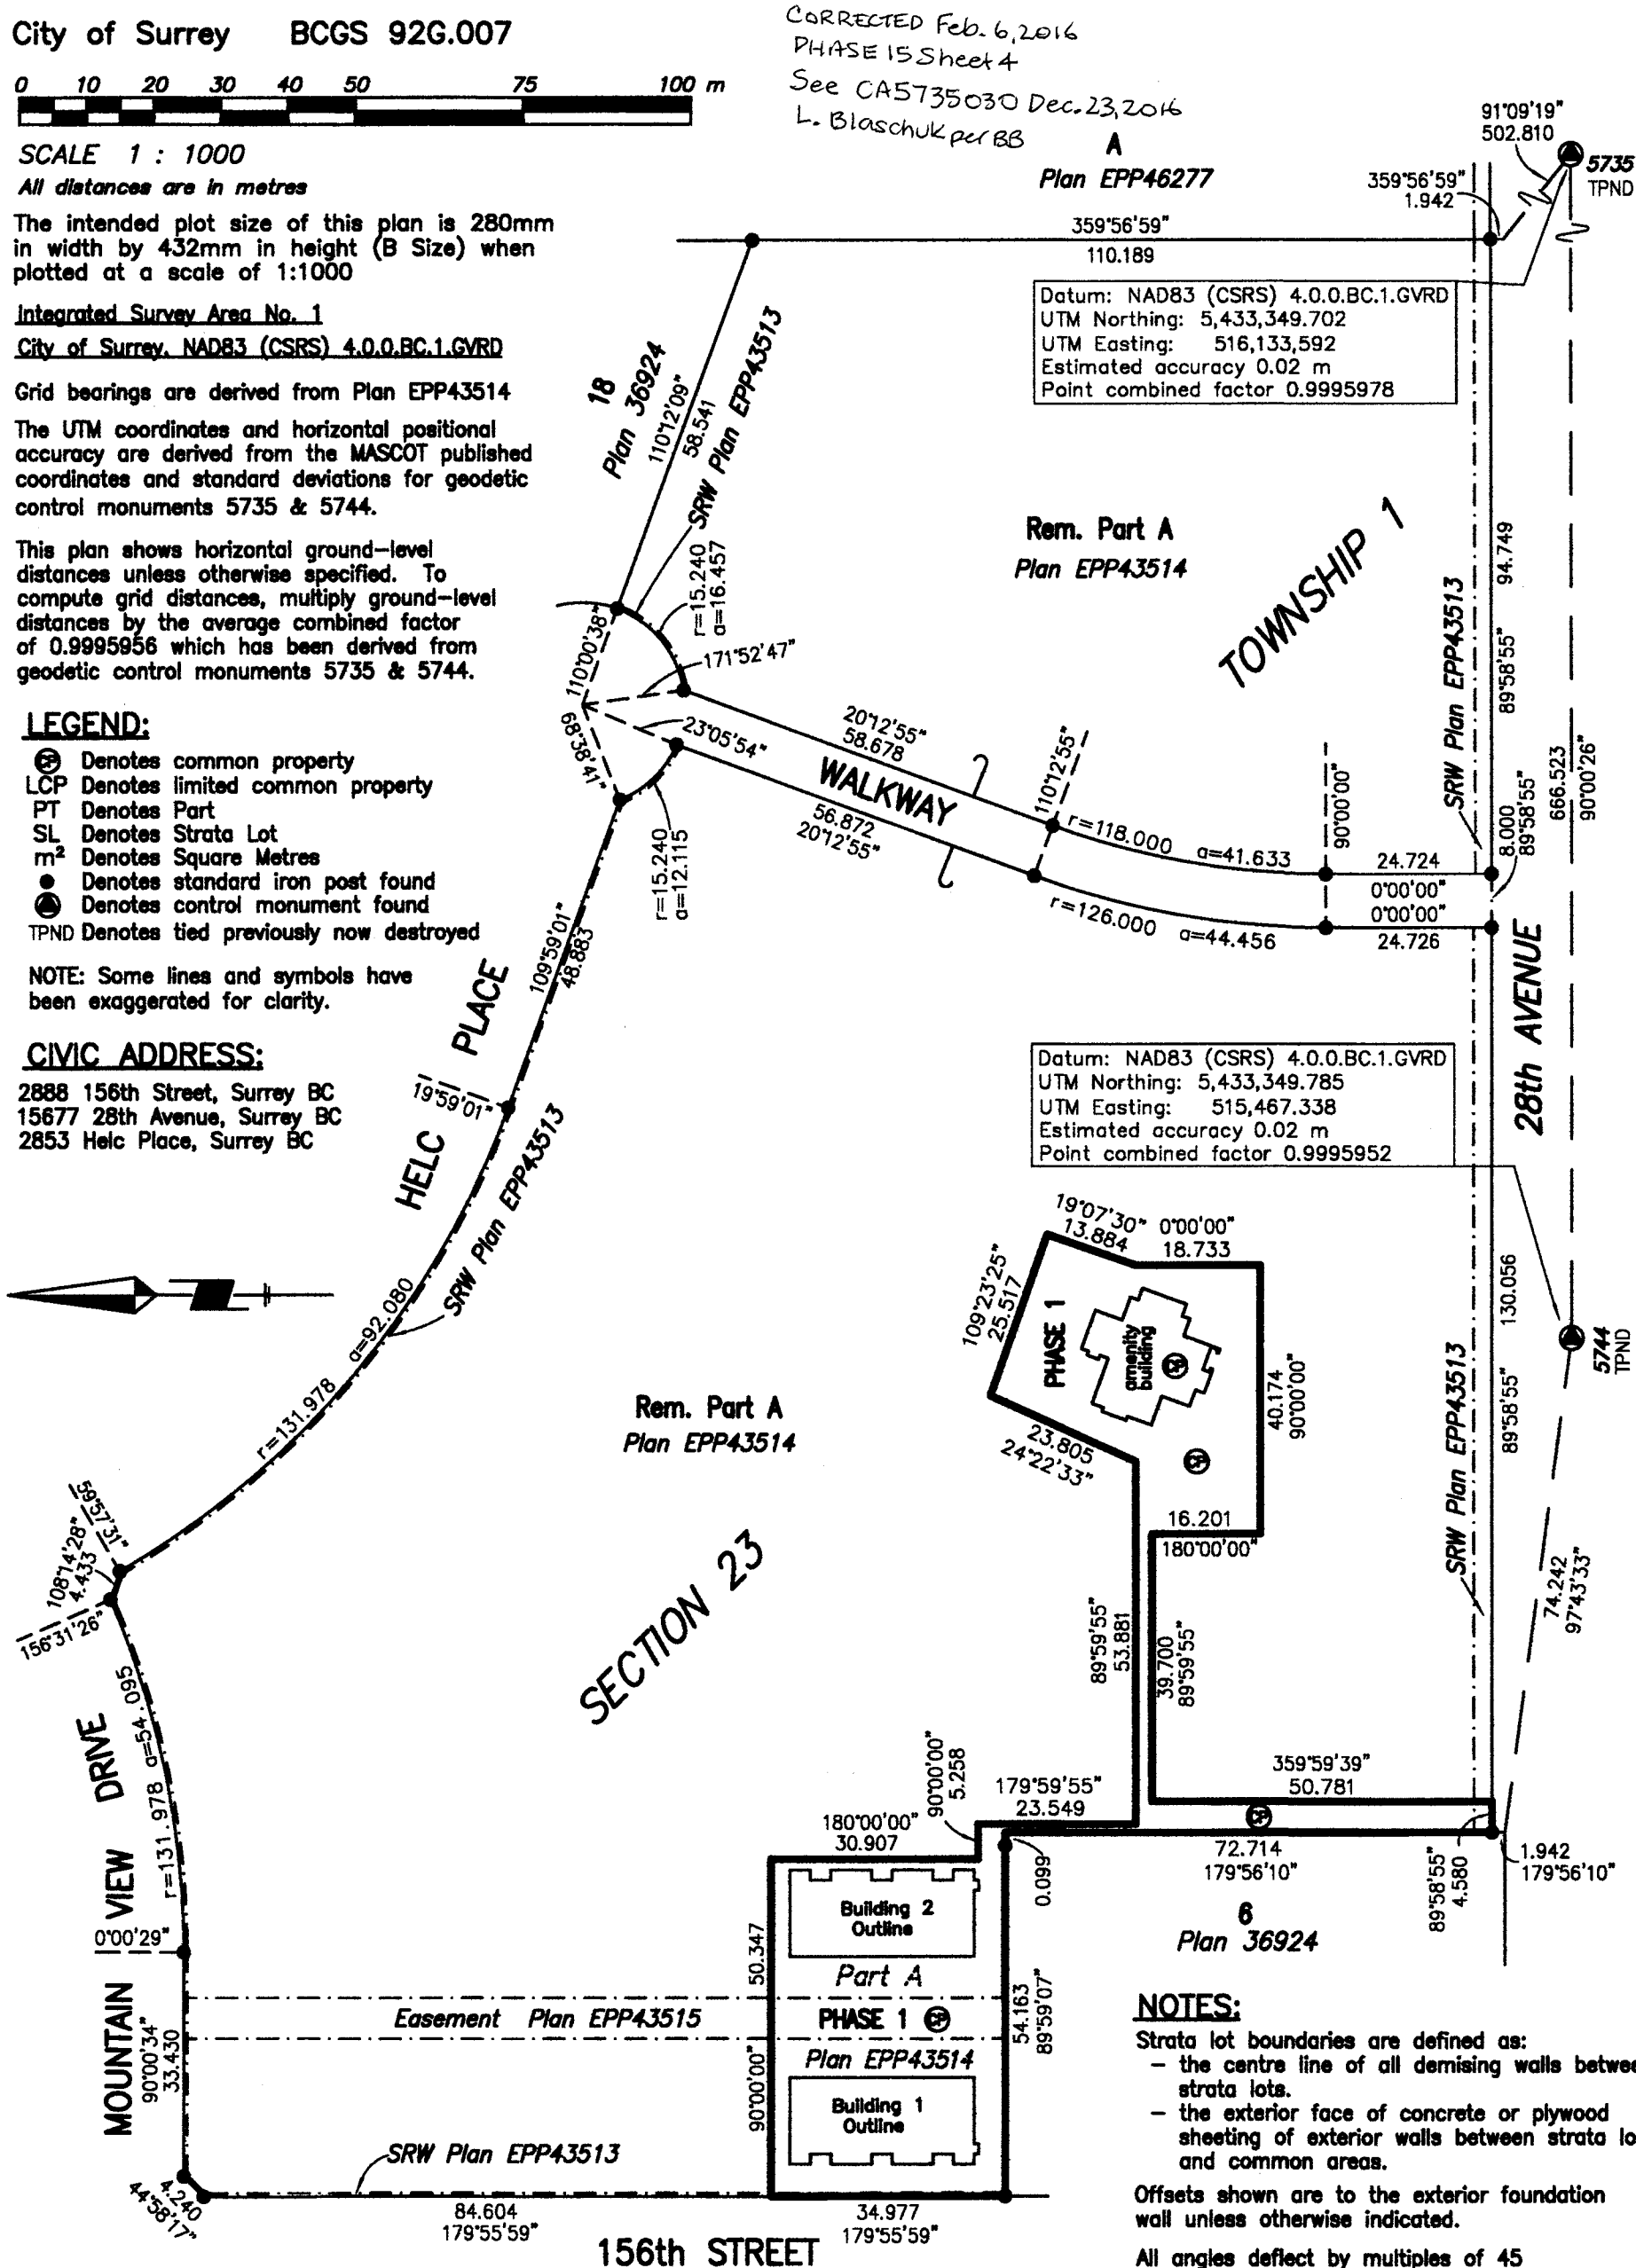 City of Surrey BCGS 92G.007
CORRECTED Feb. 6, 2016
PHASE 15 Sheet 4
See CA5735030 Dec. 23, 2016
L. Blaschuk per BB
0 10 20 30 40 50 75 100 m
SCALE 1 : 1000
All distances are in metres
The intended plot size of this plan is 280mm
in width by 432mm in height (B Size) when
plotted at a scale of 1:1000
Integrated Survey Area No. 1
City of Surrey, NAD83 (CSRS) 4.0.0.BC.1.GVRD
Grid bearings are derived from Plan EPP43514
The UTM coordinates and horizontal positional
accuracy are derived from the MASCOT published
coordinates and standard deviations for geodetic
control monuments 5735 & 5744.
This plan shows horizontal ground-level
distances unless otherwise specified. To
compute grid distances, multiply ground-level
distances by the average combined factor
of 0.9995956 which has been derived from
geodetic control monuments 5735 & 5744.
LEGEND:
CP Denotes common property
LCP Denotes limited common property
PT Denotes Part
SL Denotes Strata Lot
m² Denotes Square Metres
Denotes standard iron post found
Denotes control monument found
TPND Denotes tied previously now destroyed
NOTE: Some lines and symbols have
been exaggerated for clarity.
CIVIC ADDRESS:
2888 156th Street, Surrey BC
15677 28th Avenue, Surrey BC
2853 Helc Place, Surrey BC
A
Plan EPP46277
91°09'19"
502.810
5735
TPND
359°56'59"
1.942
359°56'59"
110.189
Datum: NAD83 (CSRS) 4.0.0.BC.1.GVRD
UTM Northing: 5,433,349.702
UTM Easting: 516,133,592
Estimated accuracy 0.02 m
Point combined factor 0.9995978
18
Plan 36924
110°12'09"
58.541
SRW Plan EPP43513
r=15.240
a=16.457
110°00'38"
171°52'47"
68°38'41"
23°05'54"
r=15.240
a=12.115
Rem. Part A
Plan EPP43514
TOWNSHIP 1
94.749
89°58'55"
SRW Plan EPP43513
666.523
90°00'26"
20°12'55"
58.678
WALKWAY
56.872
20°12'55"
110°12'55"
r=118.000 a=41.633
90°00'00"
24.724
0°00'00"
0°00'00"
24.726
8.000
89°58'55"
r=126.000 a=44.456
28th AVENUE
109°59'01"
48.883
HELC PLACE
19°59'01"
SRW Plan EPP43513
r=131.978 a=92.080
Datum: NAD83 (CSRS) 4.0.0.BC.1.GVRD
UTM Northing: 5,433,349.785
UTM Easting: 515,467.338
Estimated accuracy 0.02 m
Point combined factor 0.9995952
5744
TPND
19°07'30"
13.884
0°00'00"
18.733
109°23'25"
25.517
PHASE 1
amenity
building
CP
CP
40.174
90°00'00"
130.056
89°58'55"
SRW Plan EPP43513
23.805
24°22'33"
16.201
180°00'00"
Rem. Part A
Plan EPP43514
59°57'31"
108°14'28"
4.433
156°31'26"
SECTION 23
89°59'55"
53.881
39.700
89°59'55"
74.242
97°43'33"
MOUNTAIN VIEW DRIVE
r=131.978 a=54.095
0°00'29"
90°00'34"
33.430
180°00'00"
30.907
90°00'00"
5.258
179°59'55"
23.549
359°59'39"
50.781
CP
72.714
179°56'10"
89°58'55"
4.580
1.942
179°56'10"
0.099
6
Plan 36924
Building 2
Outline
Part A
PHASE 1 CP
Plan EPP43514
Building 1
Outline
50.347
90°00'00"
54.163
89°59'07"
Easement Plan EPP43515
SRW Plan EPP43513
4.240
44°58'17"
84.604
179°55'59"
34.977
179°55'59"
156th STREET
NOTES:
Strata lot boundaries are defined as:
- the centre line of all demising walls betwee
strata lots.
- the exterior face of concrete or plywood
sheeting of exterior walls between strata lo
and common areas.
Offsets shown are to the exterior foundation
wall unless otherwise indicated.
All angles deflect by multiples of 45